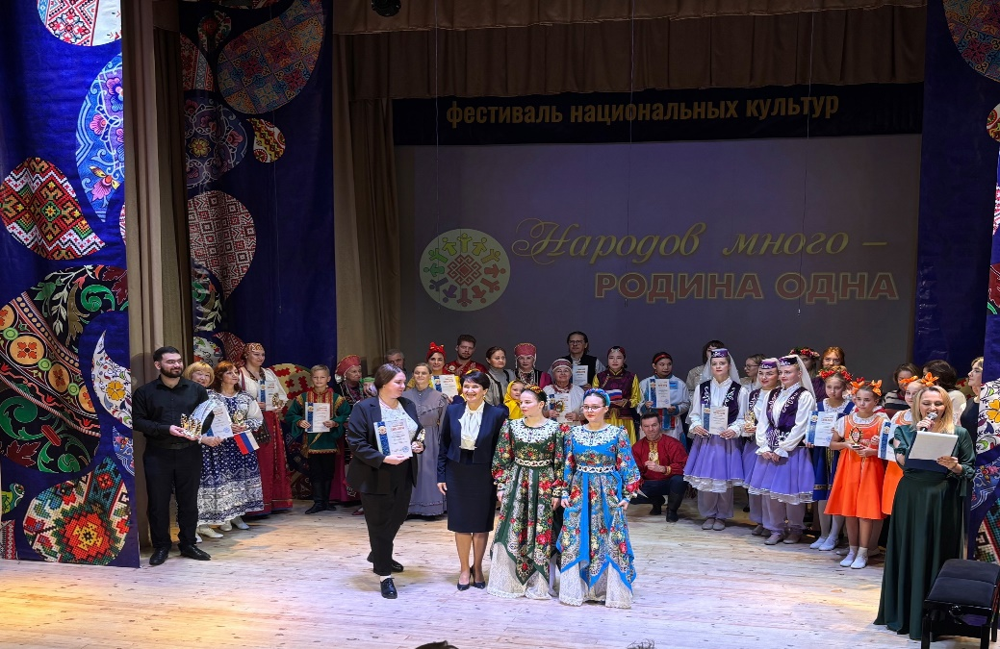 фестиваль национальных культур
Народов много –
РОДИНА ОДНА